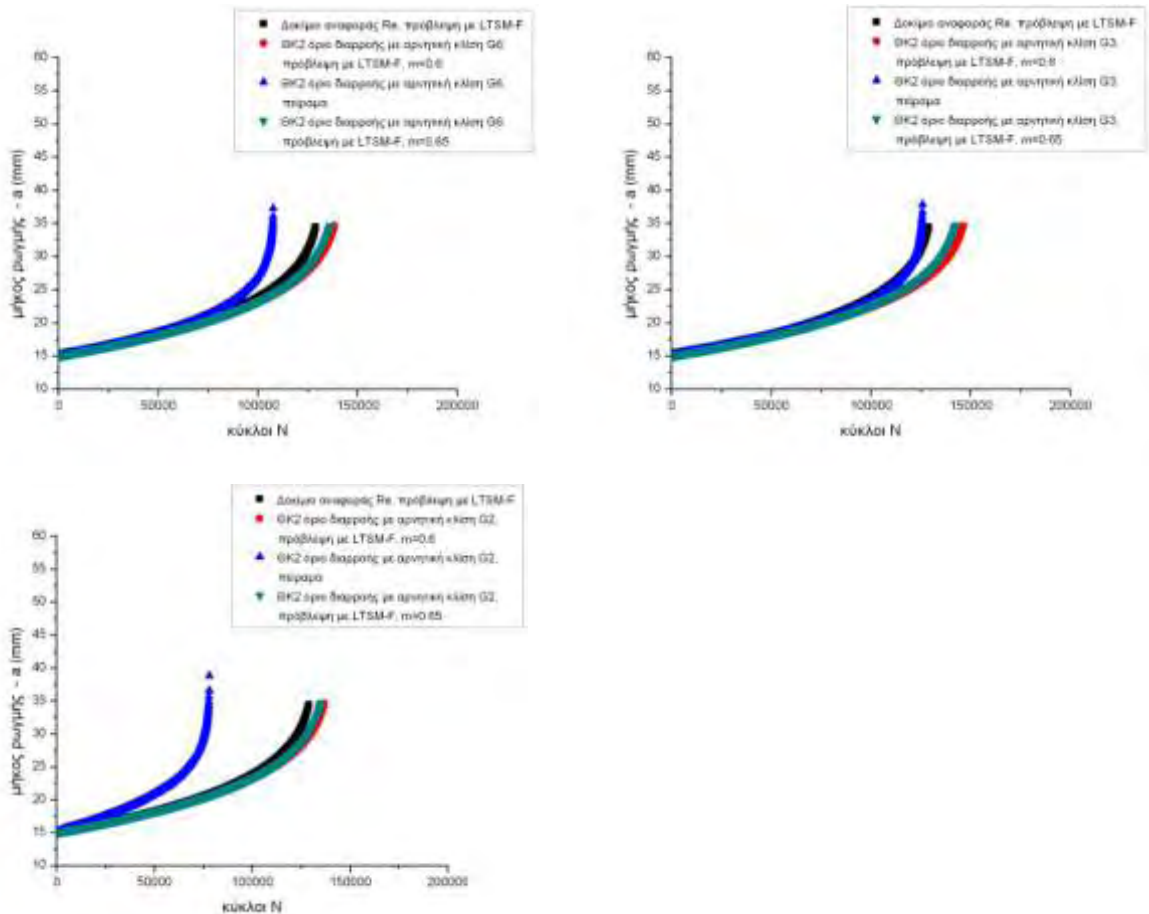 Δοκίμιο αναφοράς Re, πρόβλεψη με LTSM-F
ΘΚ2 όριο διαρροής με αρνητική κλίση G6,
πρόβλεψη με LTSM-F, m=0.6
ΘΚ2 όριο διαρροής με αρνητική κλίση G6,
πείραμα
ΘΚ2 όριο διαρροής με αρνητική κλίση G6,
πρόβλεψη με LTSM-F, m=0.65
μήκος ρωγμής - a (mm)
60
55
50
45
40
35
30
25
20
15
10
0
50000
100000
150000
200000
κύκλοι N
Δοκίμιο αναφοράς Re, πρόβλεψη με LTSM-F
ΘΚ2 όριο διαρροής με αρνητική κλίση G3,
πρόβλεψη με LTSM-F, m=0.6
ΘΚ2 όριο διαρροής με αρνητική κλίση G3,
πείραμα
ΘΚ2 όριο διαρροής με αρνητική κλίση G3,
πρόβλεψη με LTSM-F, m=0.65
μήκος ρωγμής - a (mm)
60
55
50
45
40
35
30
25
20
15
10
0
50000
100000
150000
200000
κύκλοι N
Δοκίμιο αναφοράς Re, πρόβλεψη με LTSM-F
ΘΚ2 όριο διαρροής με αρνητική κλίση G2,
πρόβλεψη με LTSM-F, m=0.6
ΘΚ2 όριο διαρροής με αρνητική κλίση G2,
πείραμα
ΘΚ2 όριο διαρροής με αρνητική κλίση G2,
πρόβλεψη με LTSM-F, m=0.65
μήκος ρωγμής - a (mm)
60
55
50
45
40
35
30
25
20
15
10
0
50000
100000
150000
200000
κύκλοι N